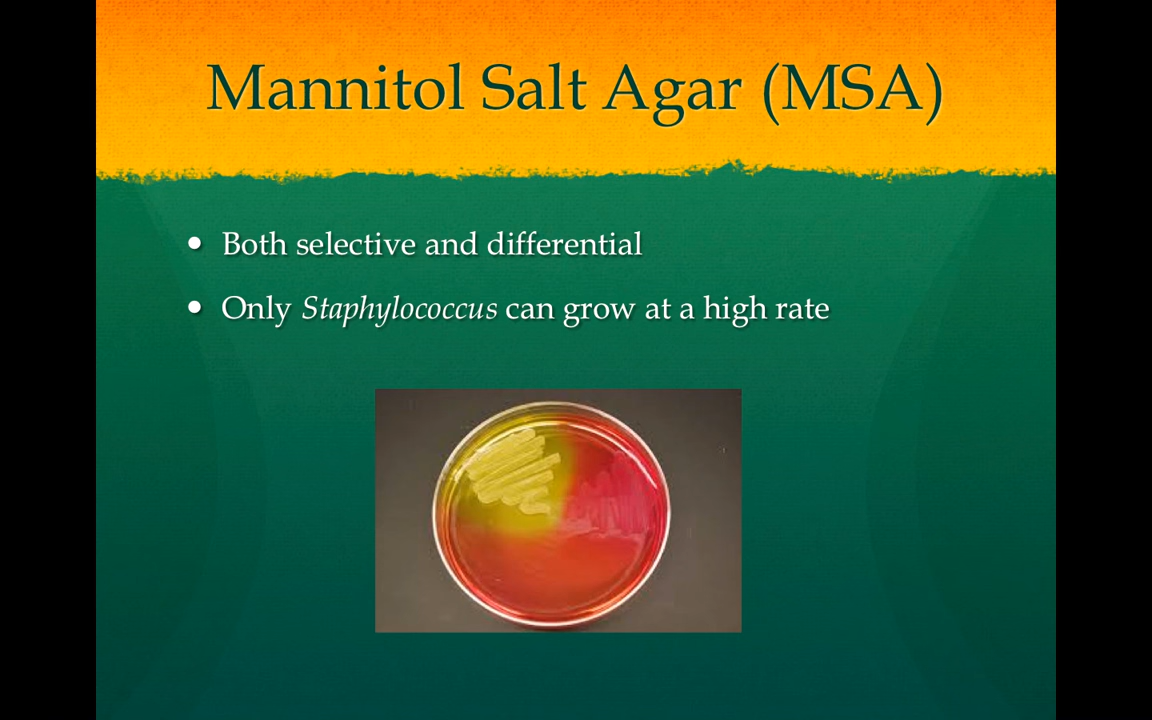 Mannitol Salt Agar (MSA)
• Both selective and differential
• Only Staphylococcus can grow at a high rate